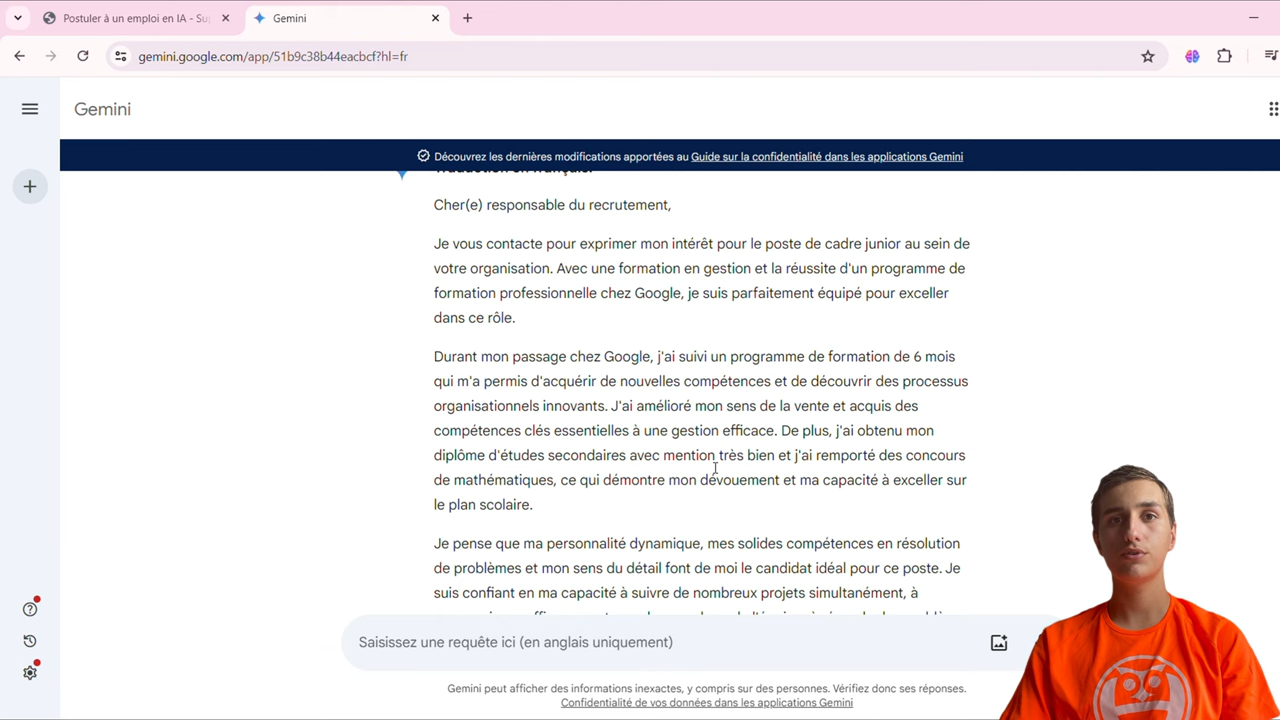 Postuler à un emploi en IA - Su
Gemini
gemini.google.com/app/51b9c38b44eacbcf?hl=fr
Gemini
Découvrez les dernières modifications apportées au Guide sur la confidentialité dans les applications Gemini
Traduction en français:
Cher(e) responsable du recrutement,
Je vous contacte pour exprimer mon intérêt pour le poste de cadre junior au sein de
votre organisation. Avec une formation en gestion et la réussite d'un programme de
formation professionnelle chez Google, je suis parfaitement équipé pour exceller
dans ce rôle.
Durant mon passage chez Google, j'ai suivi un programme de formation de 6 mois
qui m'a permis d'acquérir de nouvelles compétences et de découvrir des processus
organisationnels innovants. J'ai amélioré mon sens de la vente et acquis des
compétences clés essentielles à une gestion efficace. De plus, j'ai obtenu mon
diplôme d'études secondaires avec mention très bien et j'ai remporté des concours
de mathématiques, ce qui démontre mon dévouement et ma capacité à exceller sur
le plan scolaire.
Je pense que ma personnalité dynamique, mes solides compétences en résolution
de problèmes et mon sens du détail font de moi le candidat idéal pour ce poste. Je
suis confiant en ma capacité à suivre de nombreux projets simultanément, à
Saisissez une requête ici (en anglais uniquement)
Gemini peut afficher des informations inexactes, y compris sur des personnes. Vérifiez donc ses réponses.
Confidentialité de vos données dans les applications Gemini